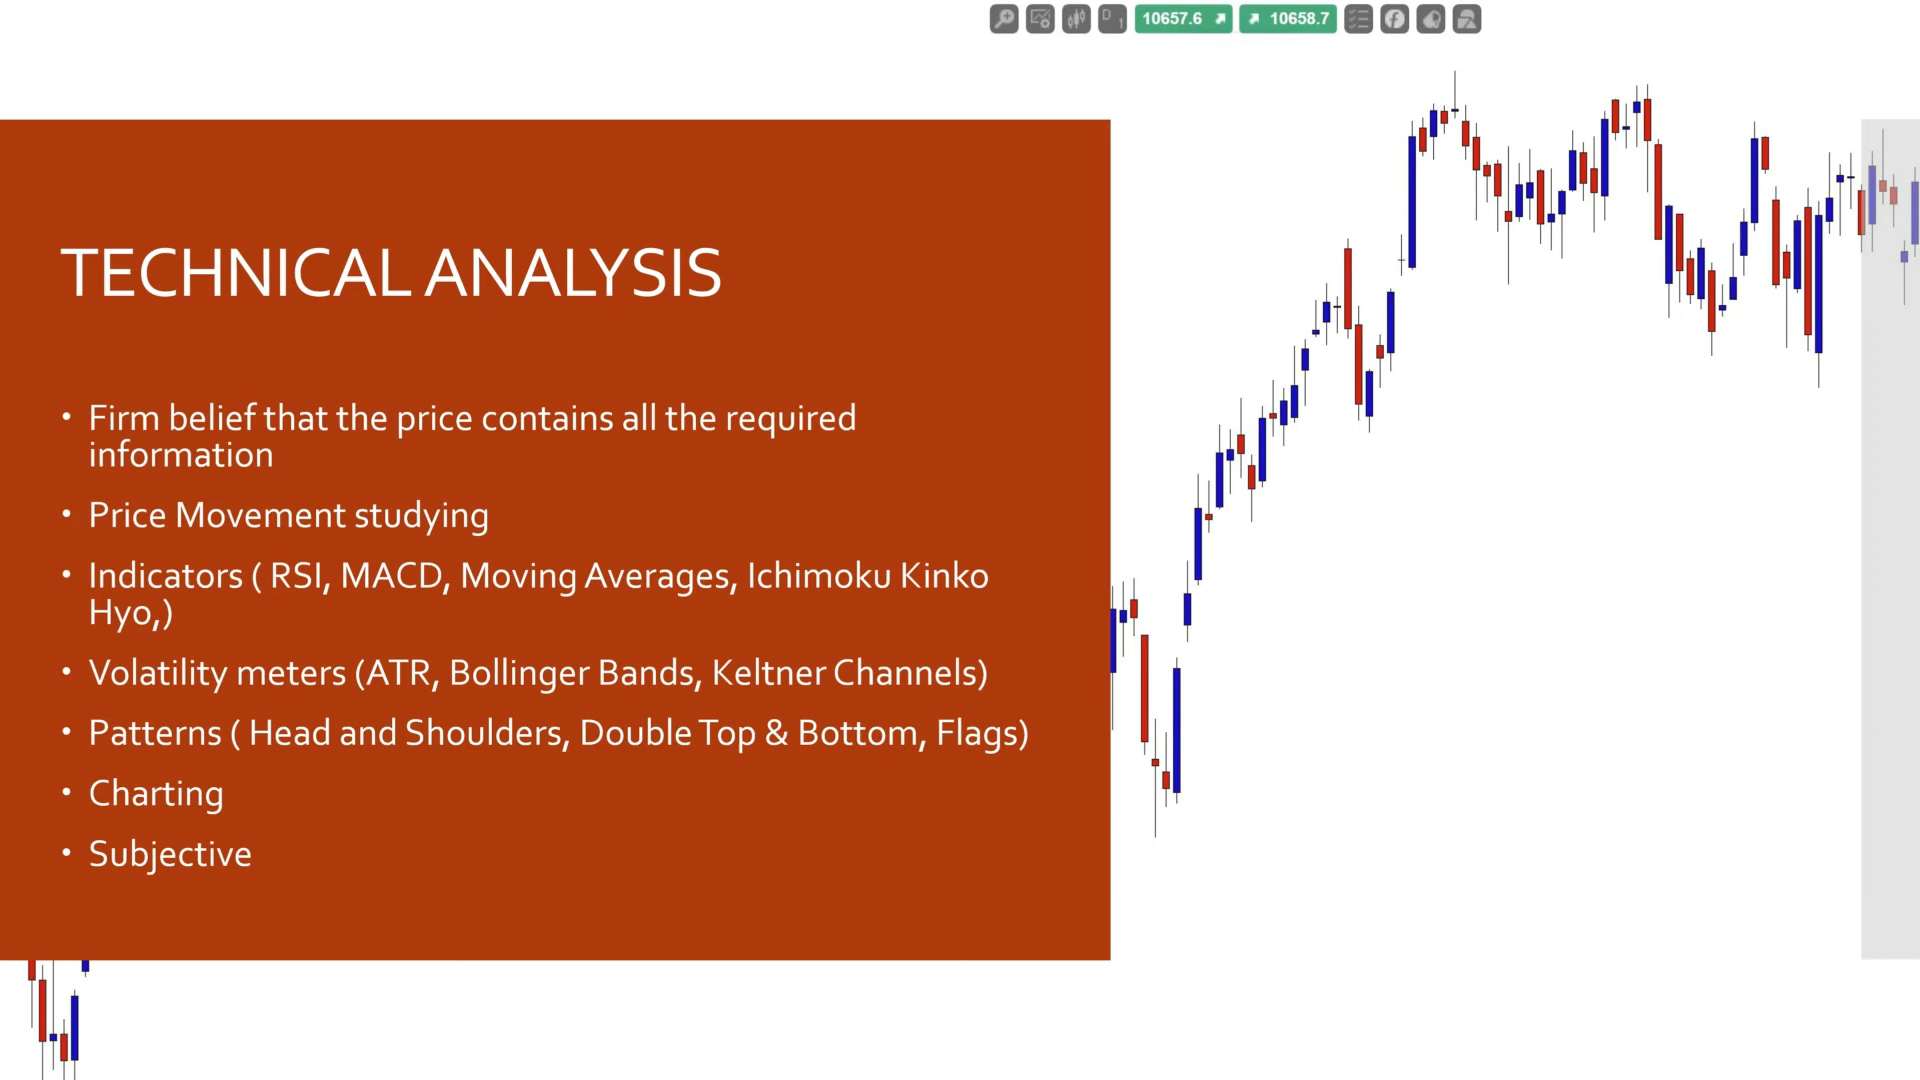 D 1 10657.6 10658.7
TECHNICAL ANALYSIS
• Firm belief that the price contains all the required
information
• Price Movement studying
• Indicators ( RSI, MACD, Moving Averages, Ichimoku Kinko
Hyo,)
• Volatility meters (ATR, Bollinger Bands, Keltner Channels)
• Patterns ( Head and Shoulders, Double Top & Bottom, Flags)
• Charting
• Subjective